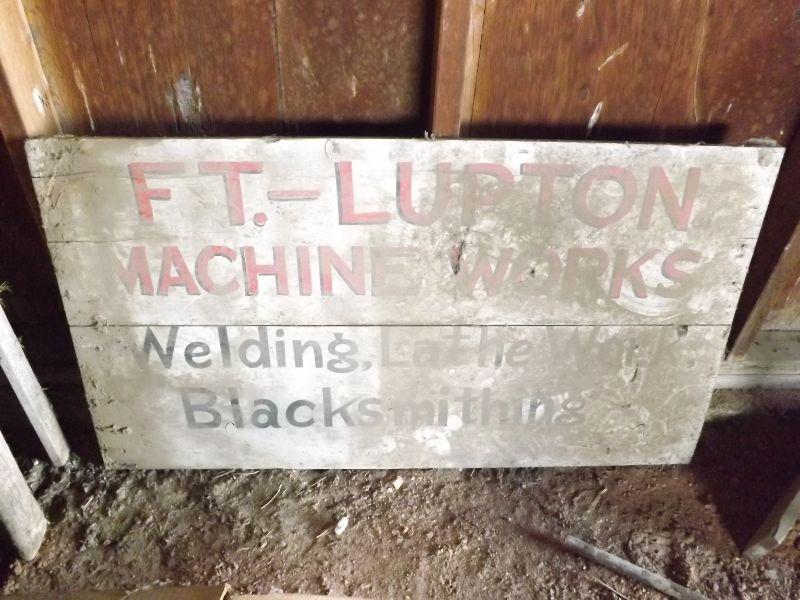 FT.-LUPTON
MACHINE WORKS
Welding, Lathe Work.
Blacksmithing